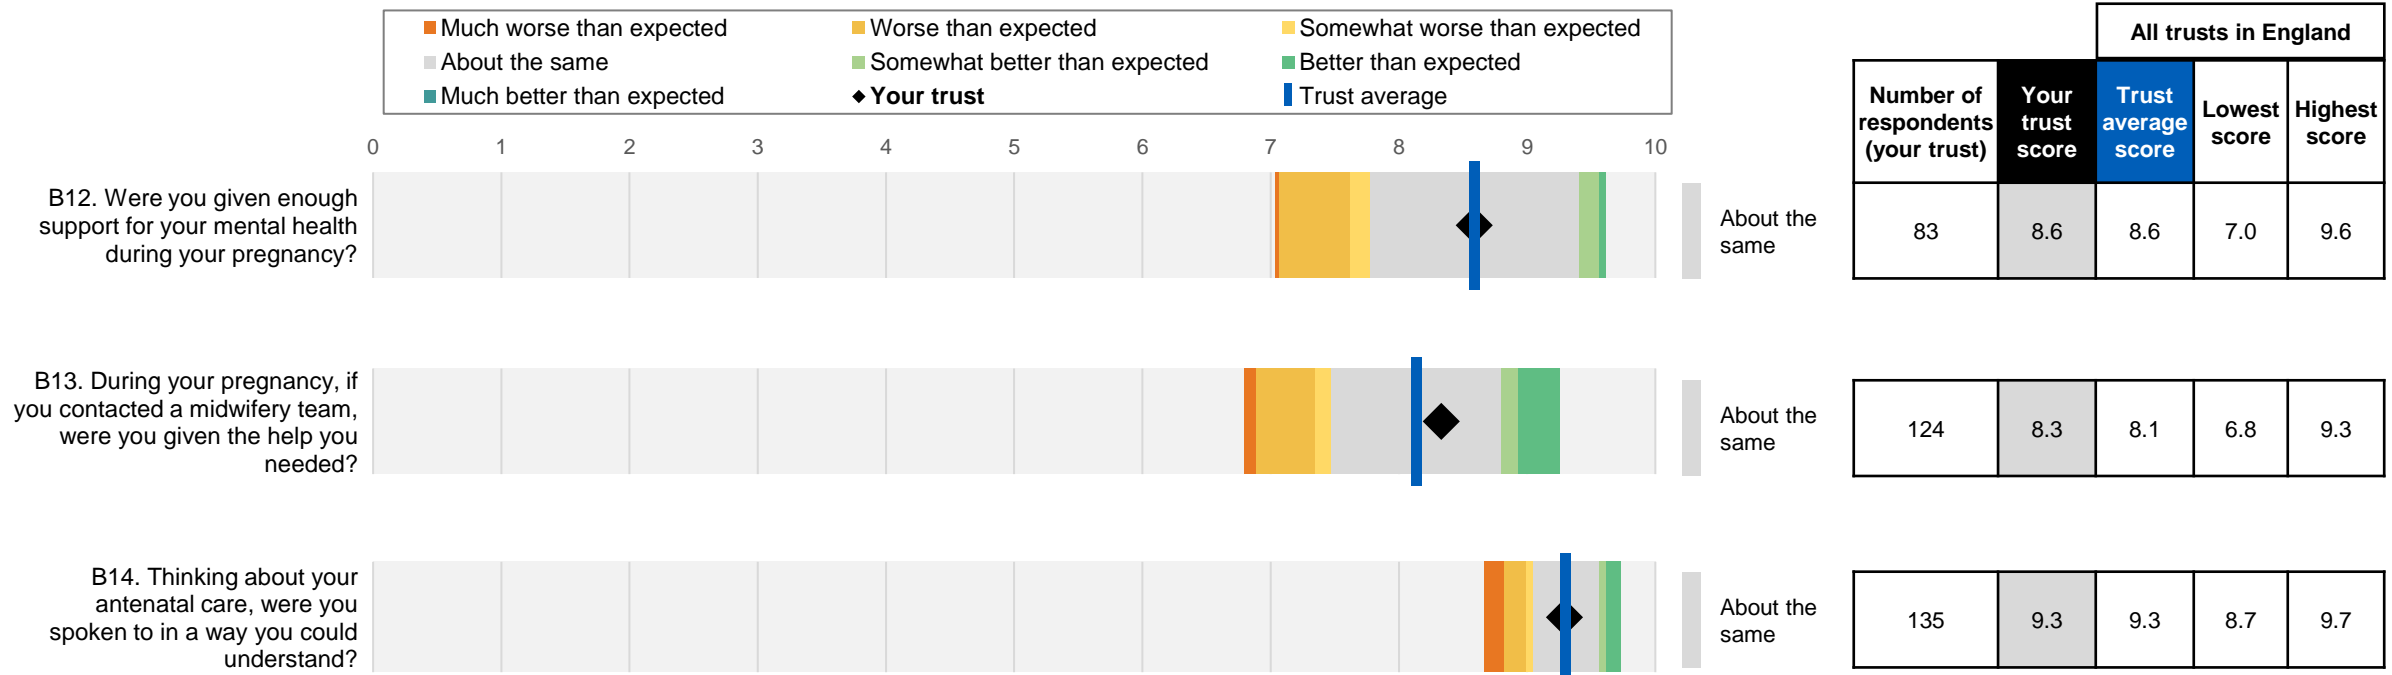 Much worse than expected
Worse than expected
Somewhat worse than expected
About the same
Somewhat better than expected
Better than expected
Much better than expected
Your trust
Trust average
All trusts in England
Number of
respondents
(your trust)
Your
trust
score
Trust
average
score
Lowest
score
Highest
score
0 1 2 3 4 5 6 7 8 9 10
B12. Were you given enough
support for your mental health
during your pregnancy?
About the
same
83 8.6 8.6 7.0 9.6
B13. During your pregnancy, if
you contacted a midwifery team,
were you given the help you
needed?
About the
same
124 8.3 8.1 6.8 9.3
B14. Thinking about your
antenatal care, were you
spoken to in a way you could
understand?
About the
same
135 9.3 9.3 8.7 9.7